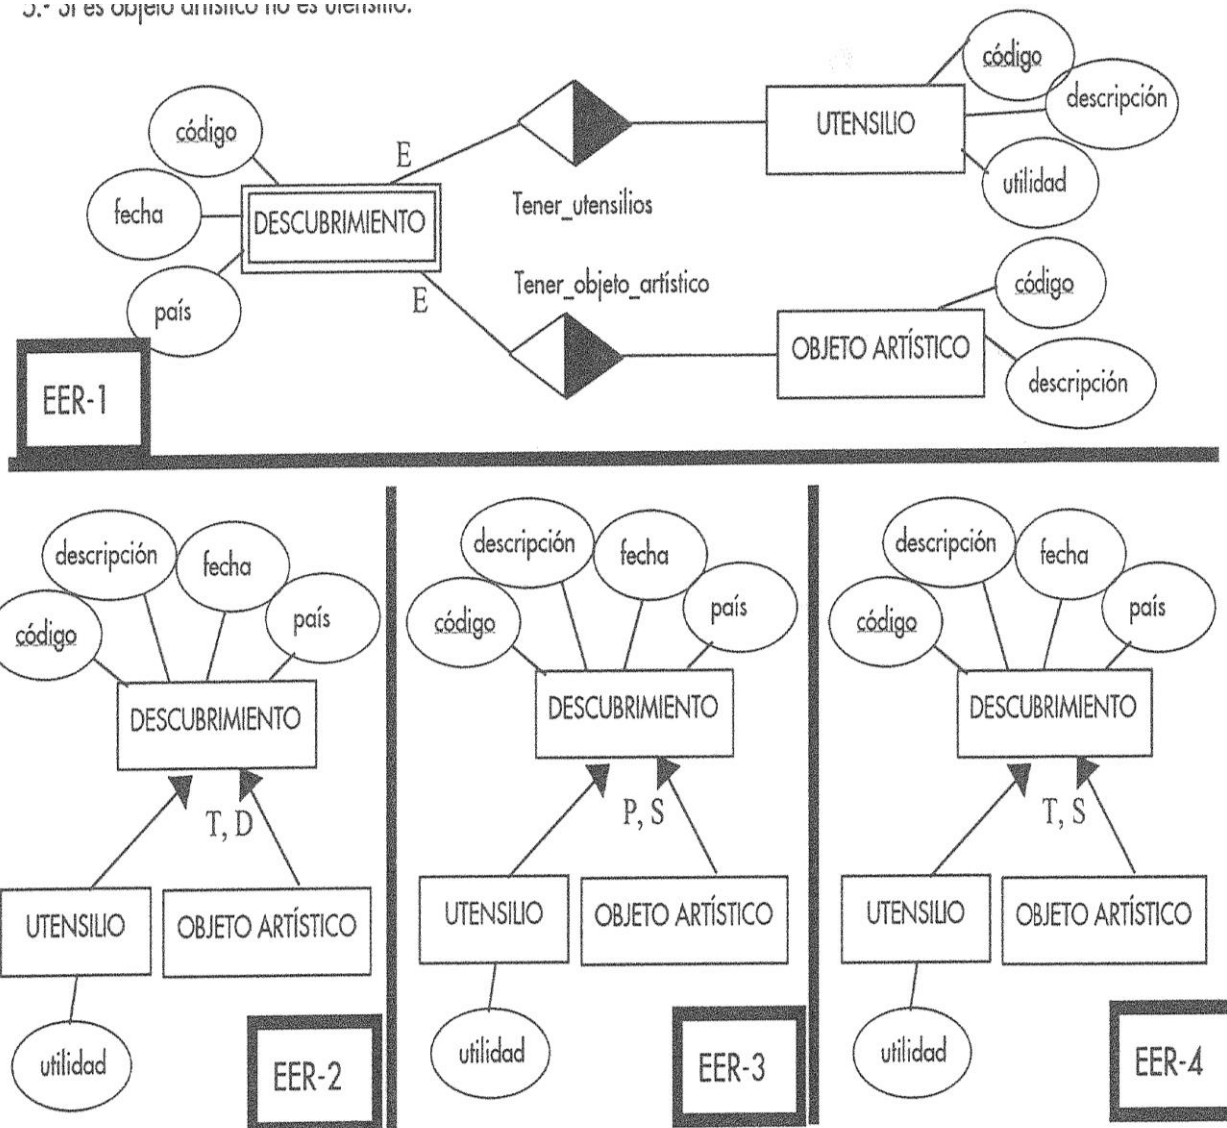 5.- Si es objeto artístico no es utensilio.
código
descripción
utilidad
UTENSILIO
código
fecha
país
DESCUBRIMIENTO
E
E
Tener_utensilios
Tener_objeto_artístico
código
descripción
OBJETO ARTÍSTICO
EER-1
descripción
fecha
código
país
DESCUBRIMIENTO
T, D
UTENSILIO
OBJETO ARTÍSTICO
utilidad
EER-2
descripción
fecha
código
país
DESCUBRIMIENTO
P, S
UTENSILIO
OBJETO ARTÍSTICO
utilidad
EER-3
descripción
fecha
código
país
DESCUBRIMIENTO
T, S
UTENSILIO
OBJETO ARTÍSTICO
utilidad
EER-4